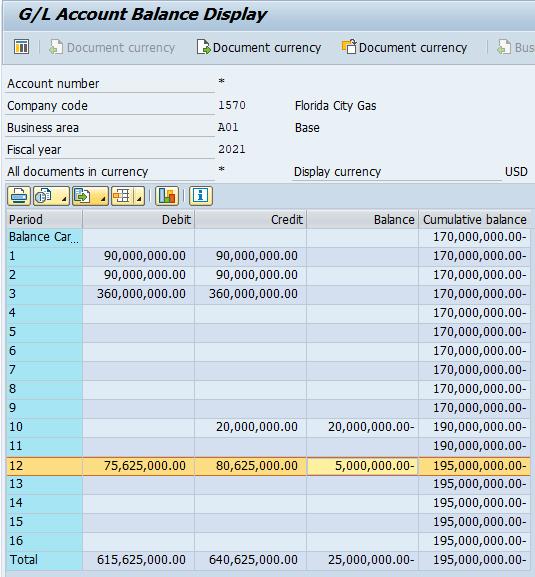 G/L Account Balance Display
Document currency Document currency Document currency Bus
Account number *
Company code 1570 Florida City Gas
Business area A01 Base
Fiscal year 2021
All documents in currency * Display currency USD
Period Debit Credit Balance Cumulative balance
Balance Car... 170,000,000.00-
1 90,000,000.00 90,000,000.00 170,000,000.00-
2 90,000,000.00 90,000,000.00 170,000,000.00-
3 360,000,000.00 360,000,000.00 170,000,000.00-
4 170,000,000.00-
5 170,000,000.00-
6 170,000,000.00-
7 170,000,000.00-
8 170,000,000.00-
9 170,000,000.00-
10 20,000,000.00 20,000,000.00- 190,000,000.00-
11 190,000,000.00-
12 75,625,000.00 80,625,000.00 5,000,000.00- 195,000,000.00-
13 195,000,000.00-
14 195,000,000.00-
15 195,000,000.00-
16 195,000,000.00-
Total 615,625,000.00 640,625,000.00 25,000,000.00- 195,000,000.00-